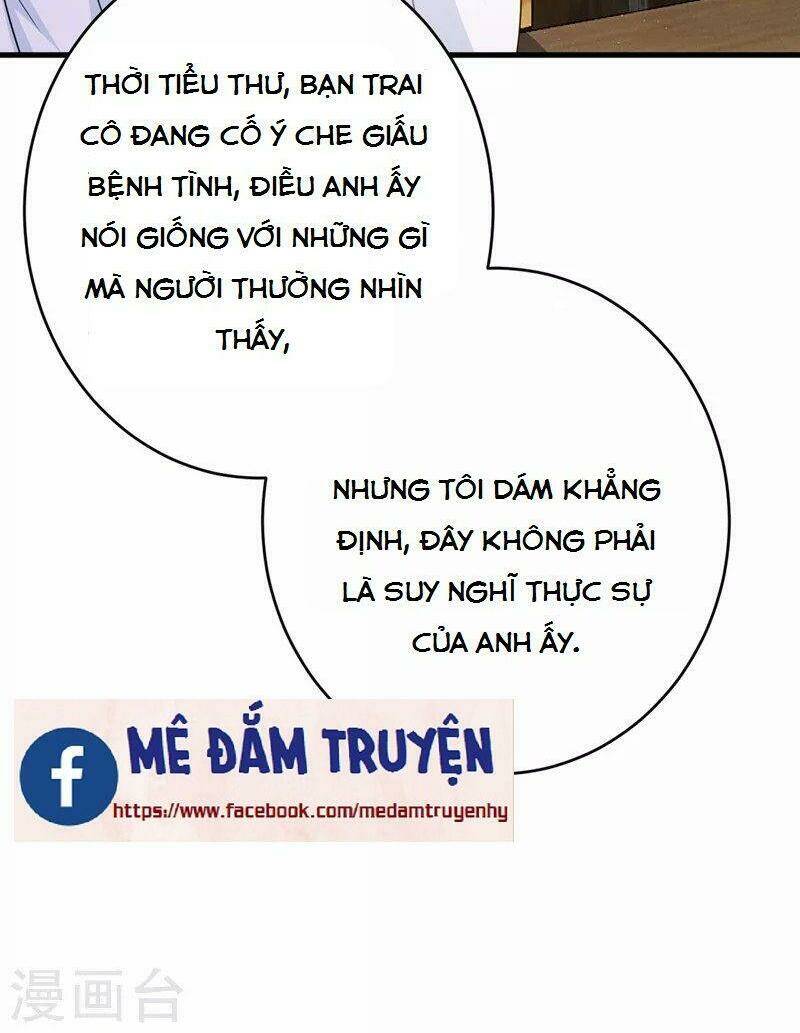 THỜI TIỂU THƯ, BẠN TRAI
CÔ ĐANG CỐ Ý CHE GIẤU
BỆNH TÌNH, ĐIỀU ANH ẤY
NÓI GIỐNG VỚI NHỮNG GÌ
MÀ NGƯỜI THƯỜNG NHÌN
THẤY,
NHƯNG TÔI DÁM KHẲNG
ĐỊNH, ĐÂY KHÔNG PHẢI
LÀ SUY NGHĨ THỰC SỰ
CỦA ANH ẤY.
f MÊ ĐẮM TRUYỆN
https://www.facebook.com/medamtruyenhy
漫画台